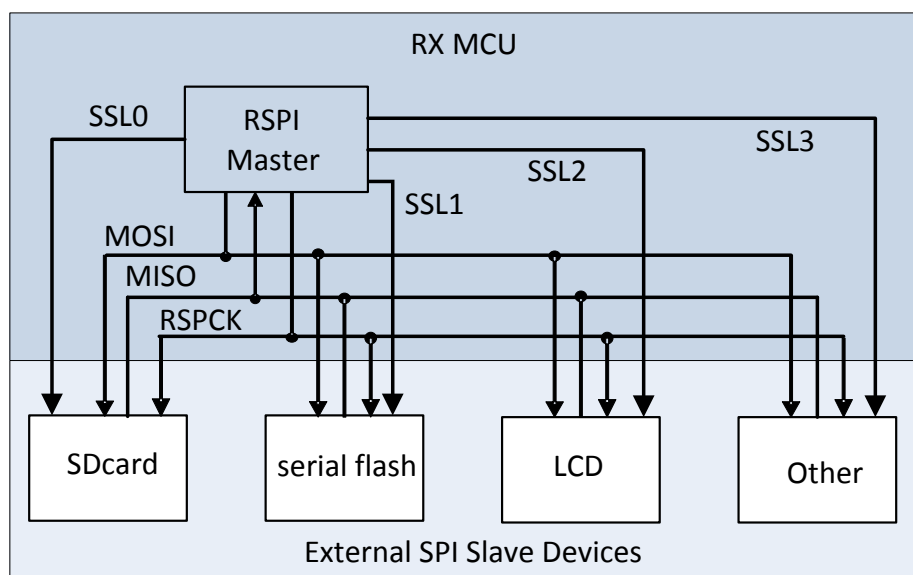 RX MCU
SSL0
RSPI
Master
SSL3
SSL2
SSL1
MOSI
MISO
RSPCK
SDcard
serial flash
LCD
Other
External SPI Slave Devices